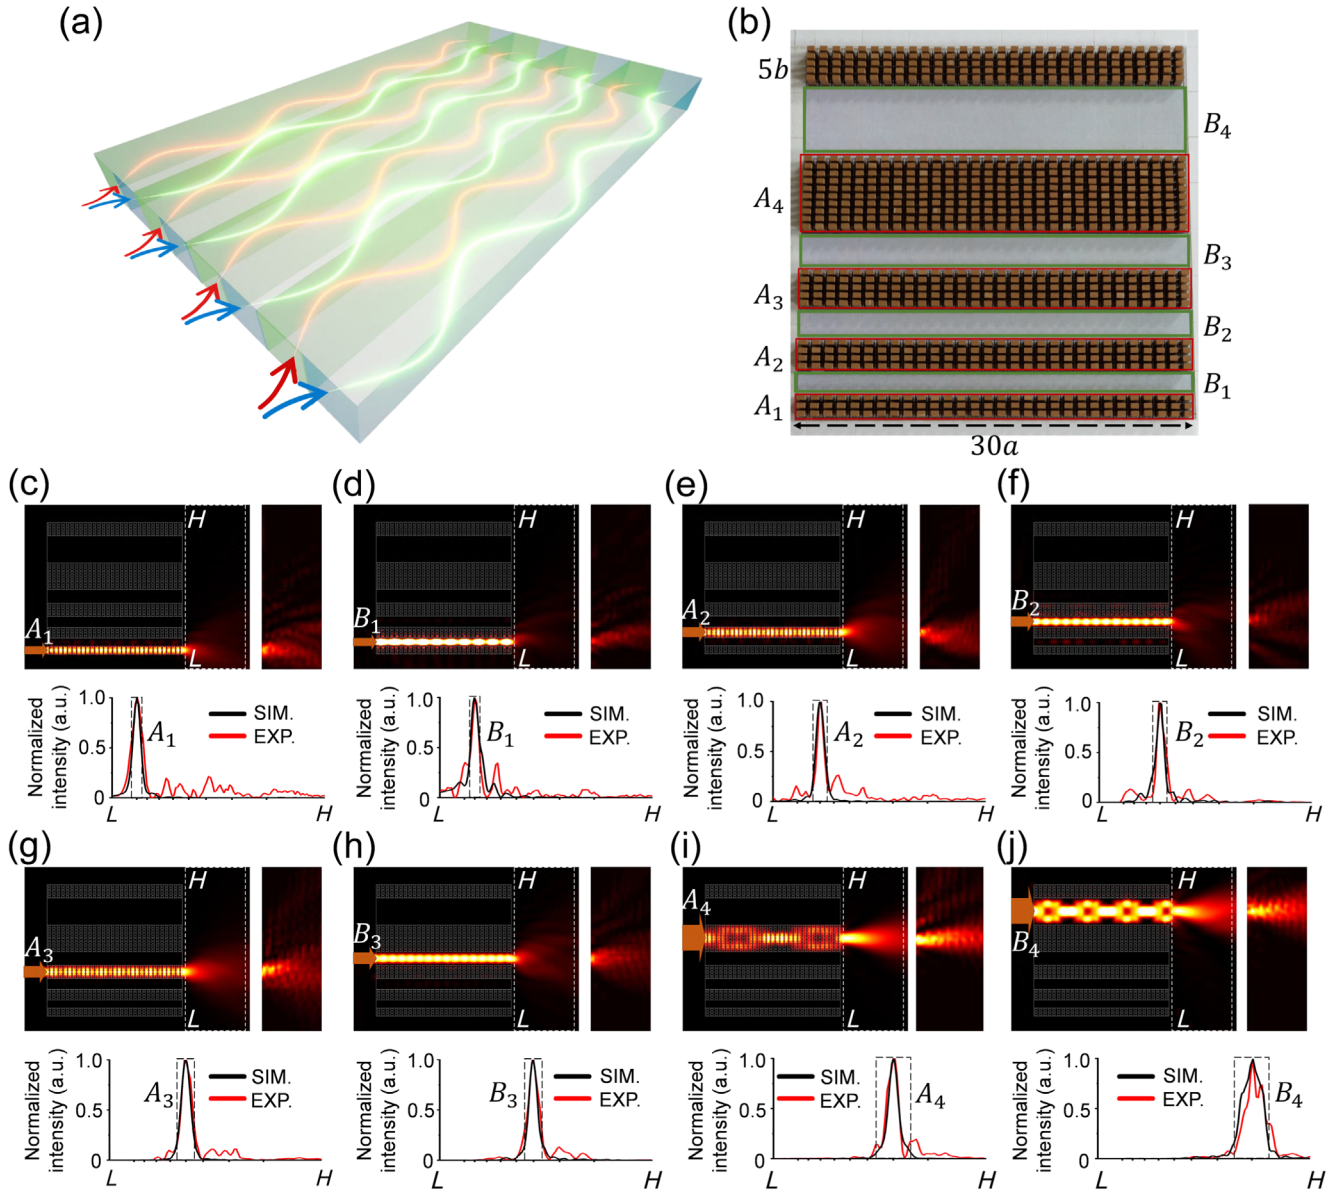 (a)
(b)
5b
B4
A4
B3
A3
B2
A2
B1
A1
30a
(c)
(d)
(e)
(f)
H
A1
L
H
B1
L
H
A2
L
H
B2
L
Normalized
intensity (a.u.)
1.0
0.5
0
A1
SIM.
EXP.
L
H
Normalized
intensity (a.u.)
1.0
0.5
0
B1
SIM.
EXP.
L
H
Normalized
intensity (a.u.)
1.0
0.5
0
A2
SIM.
EXP.
L
H
Normalized
intensity (a.u.)
1.0
0.5
0
B2
SIM.
EXP.
L
H
(g)
(h)
(i)
(j)
H
A3
L
H
B3
L
H
A4
L
H
B4
L
Normalized
intensity (a.u.)
1.0
0.5
0
A3
SIM.
EXP.
L
H
Normalized
intensity (a.u.)
1.0
0.5
0
B3
SIM.
EXP.
L
H
Normalized
intensity (a.u.)
1.0
0.5
0
SIM.
EXP.
A4
L
H
Normalized
intensity (a.u.)
1.0
0.5
0
SIM.
EXP.
B4
L
H